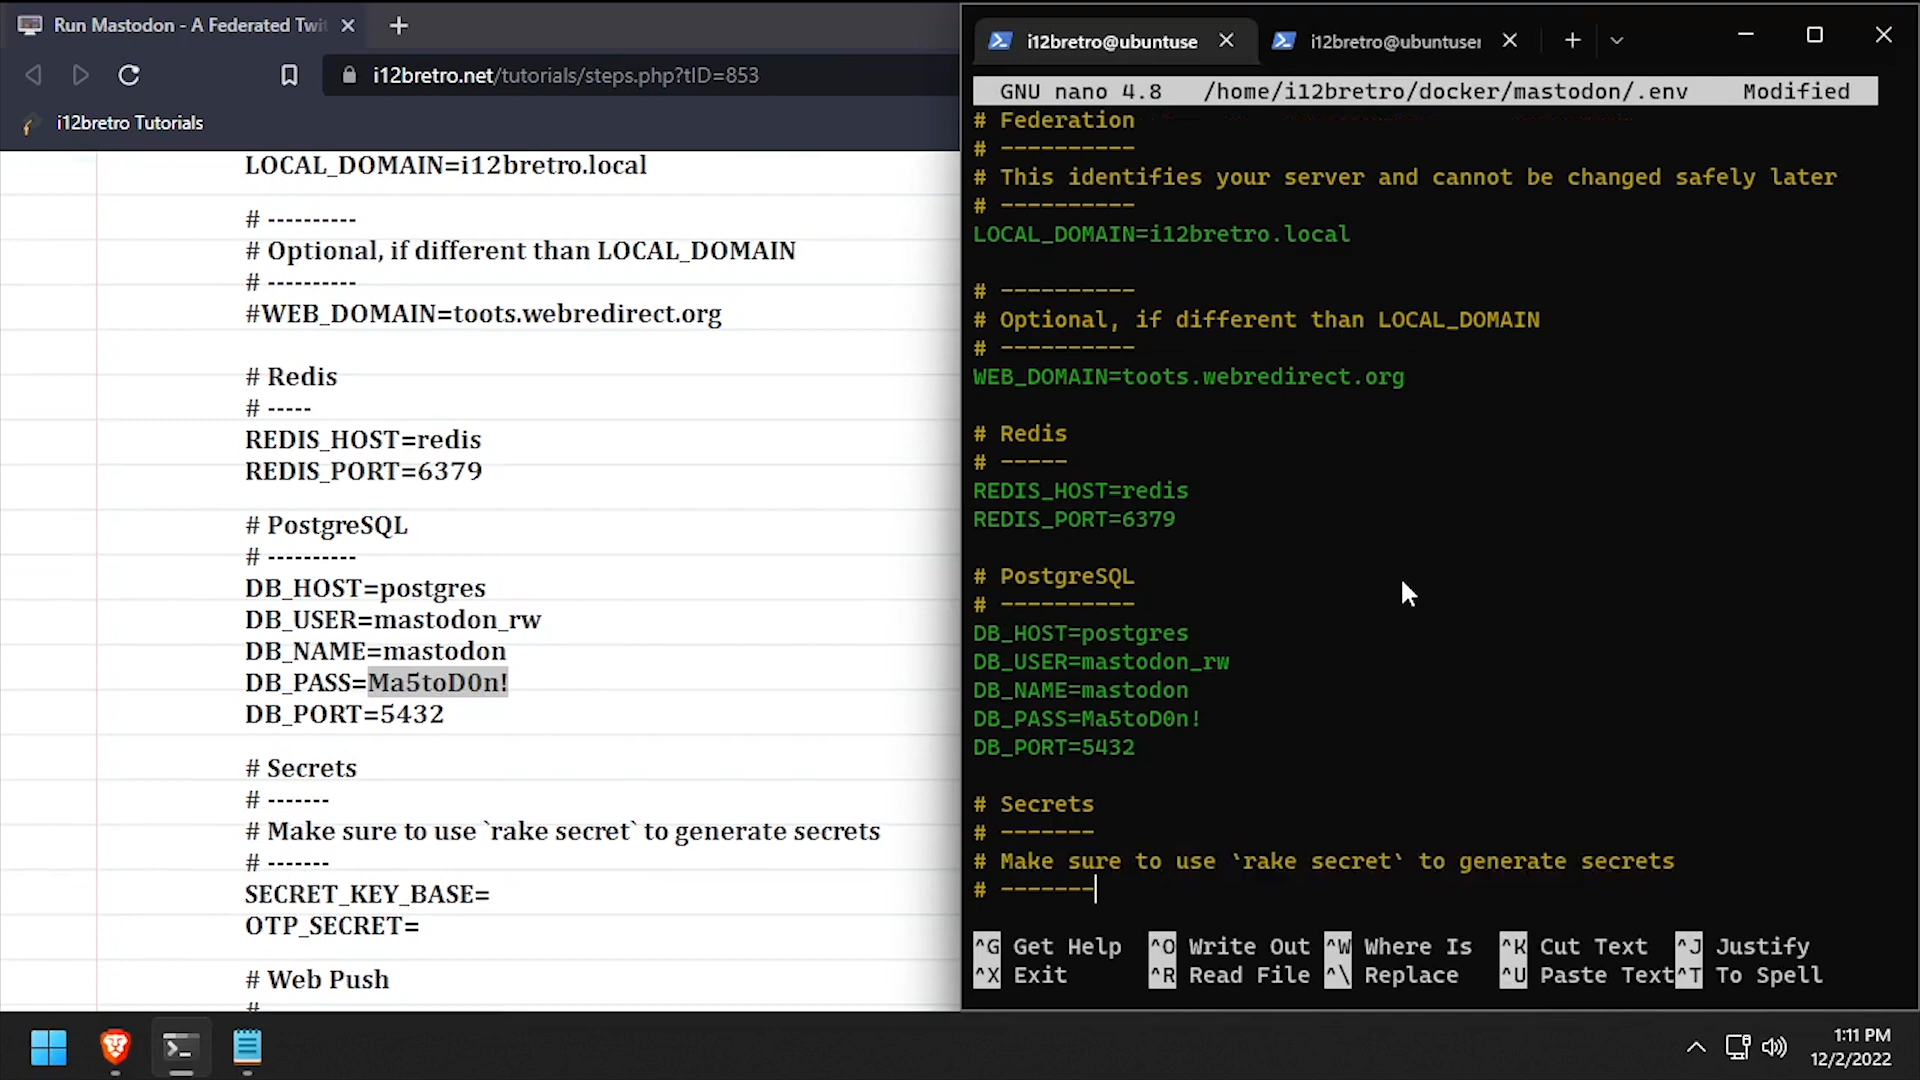 Run Mastodon - A Federated Twit
i12bretro.net/tutorials/steps.php?tID=853
i12bretro Tutorials
LOCAL_DOMAIN=i12bretro.local
# ----------
# Optional, if different than LOCAL_DOMAIN
# ----------
#WEB_DOMAIN=toots.webredirect.org
# Redis
# -----
REDIS_HOST=redis
REDIS_PORT=6379
# PostgreSQL
# ----------
DB_HOST=postgres
DB_USER=mastodon_rw
DB_NAME=mastodon
DB_PASS=Ma5toD0n!
DB_PORT=5432
# Secrets
# -------
# Make sure to use `rake secret` to generate secrets
# -------
SECRET_KEY_BASE=
OTP_SECRET=
# Web Push
#
i12bretro@ubuntuse
i12bretro@ubuntuser
GNU nano 4.8 /home/i12bretro/docker/mastodon/.env Modified
# Federation
# ----------
# This identifies your server and cannot be changed safely later
# ----------
LOCAL_DOMAIN=i12bretro.local
# ----------
# Optional, if different than LOCAL_DOMAIN
# ----------
WEB_DOMAIN=toots.webredirect.org
# Redis
# -----
REDIS_HOST=redis
REDIS_PORT=6379
# PostgreSQL
# ----------
DB_HOST=postgres
DB_USER=mastodon_rw
DB_NAME=mastodon
DB_PASS=Ma5toD0n!
DB_PORT=5432
# Secrets
# -------
# Make sure to use `rake secret` to generate secrets
# -------
^G Get Help ^O Write Out ^W Where Is ^K Cut Text ^J Justify
^X Exit ^R Read File ^\ Replace ^U Paste Text ^T To Spell
1:11 PM
12/2/2022